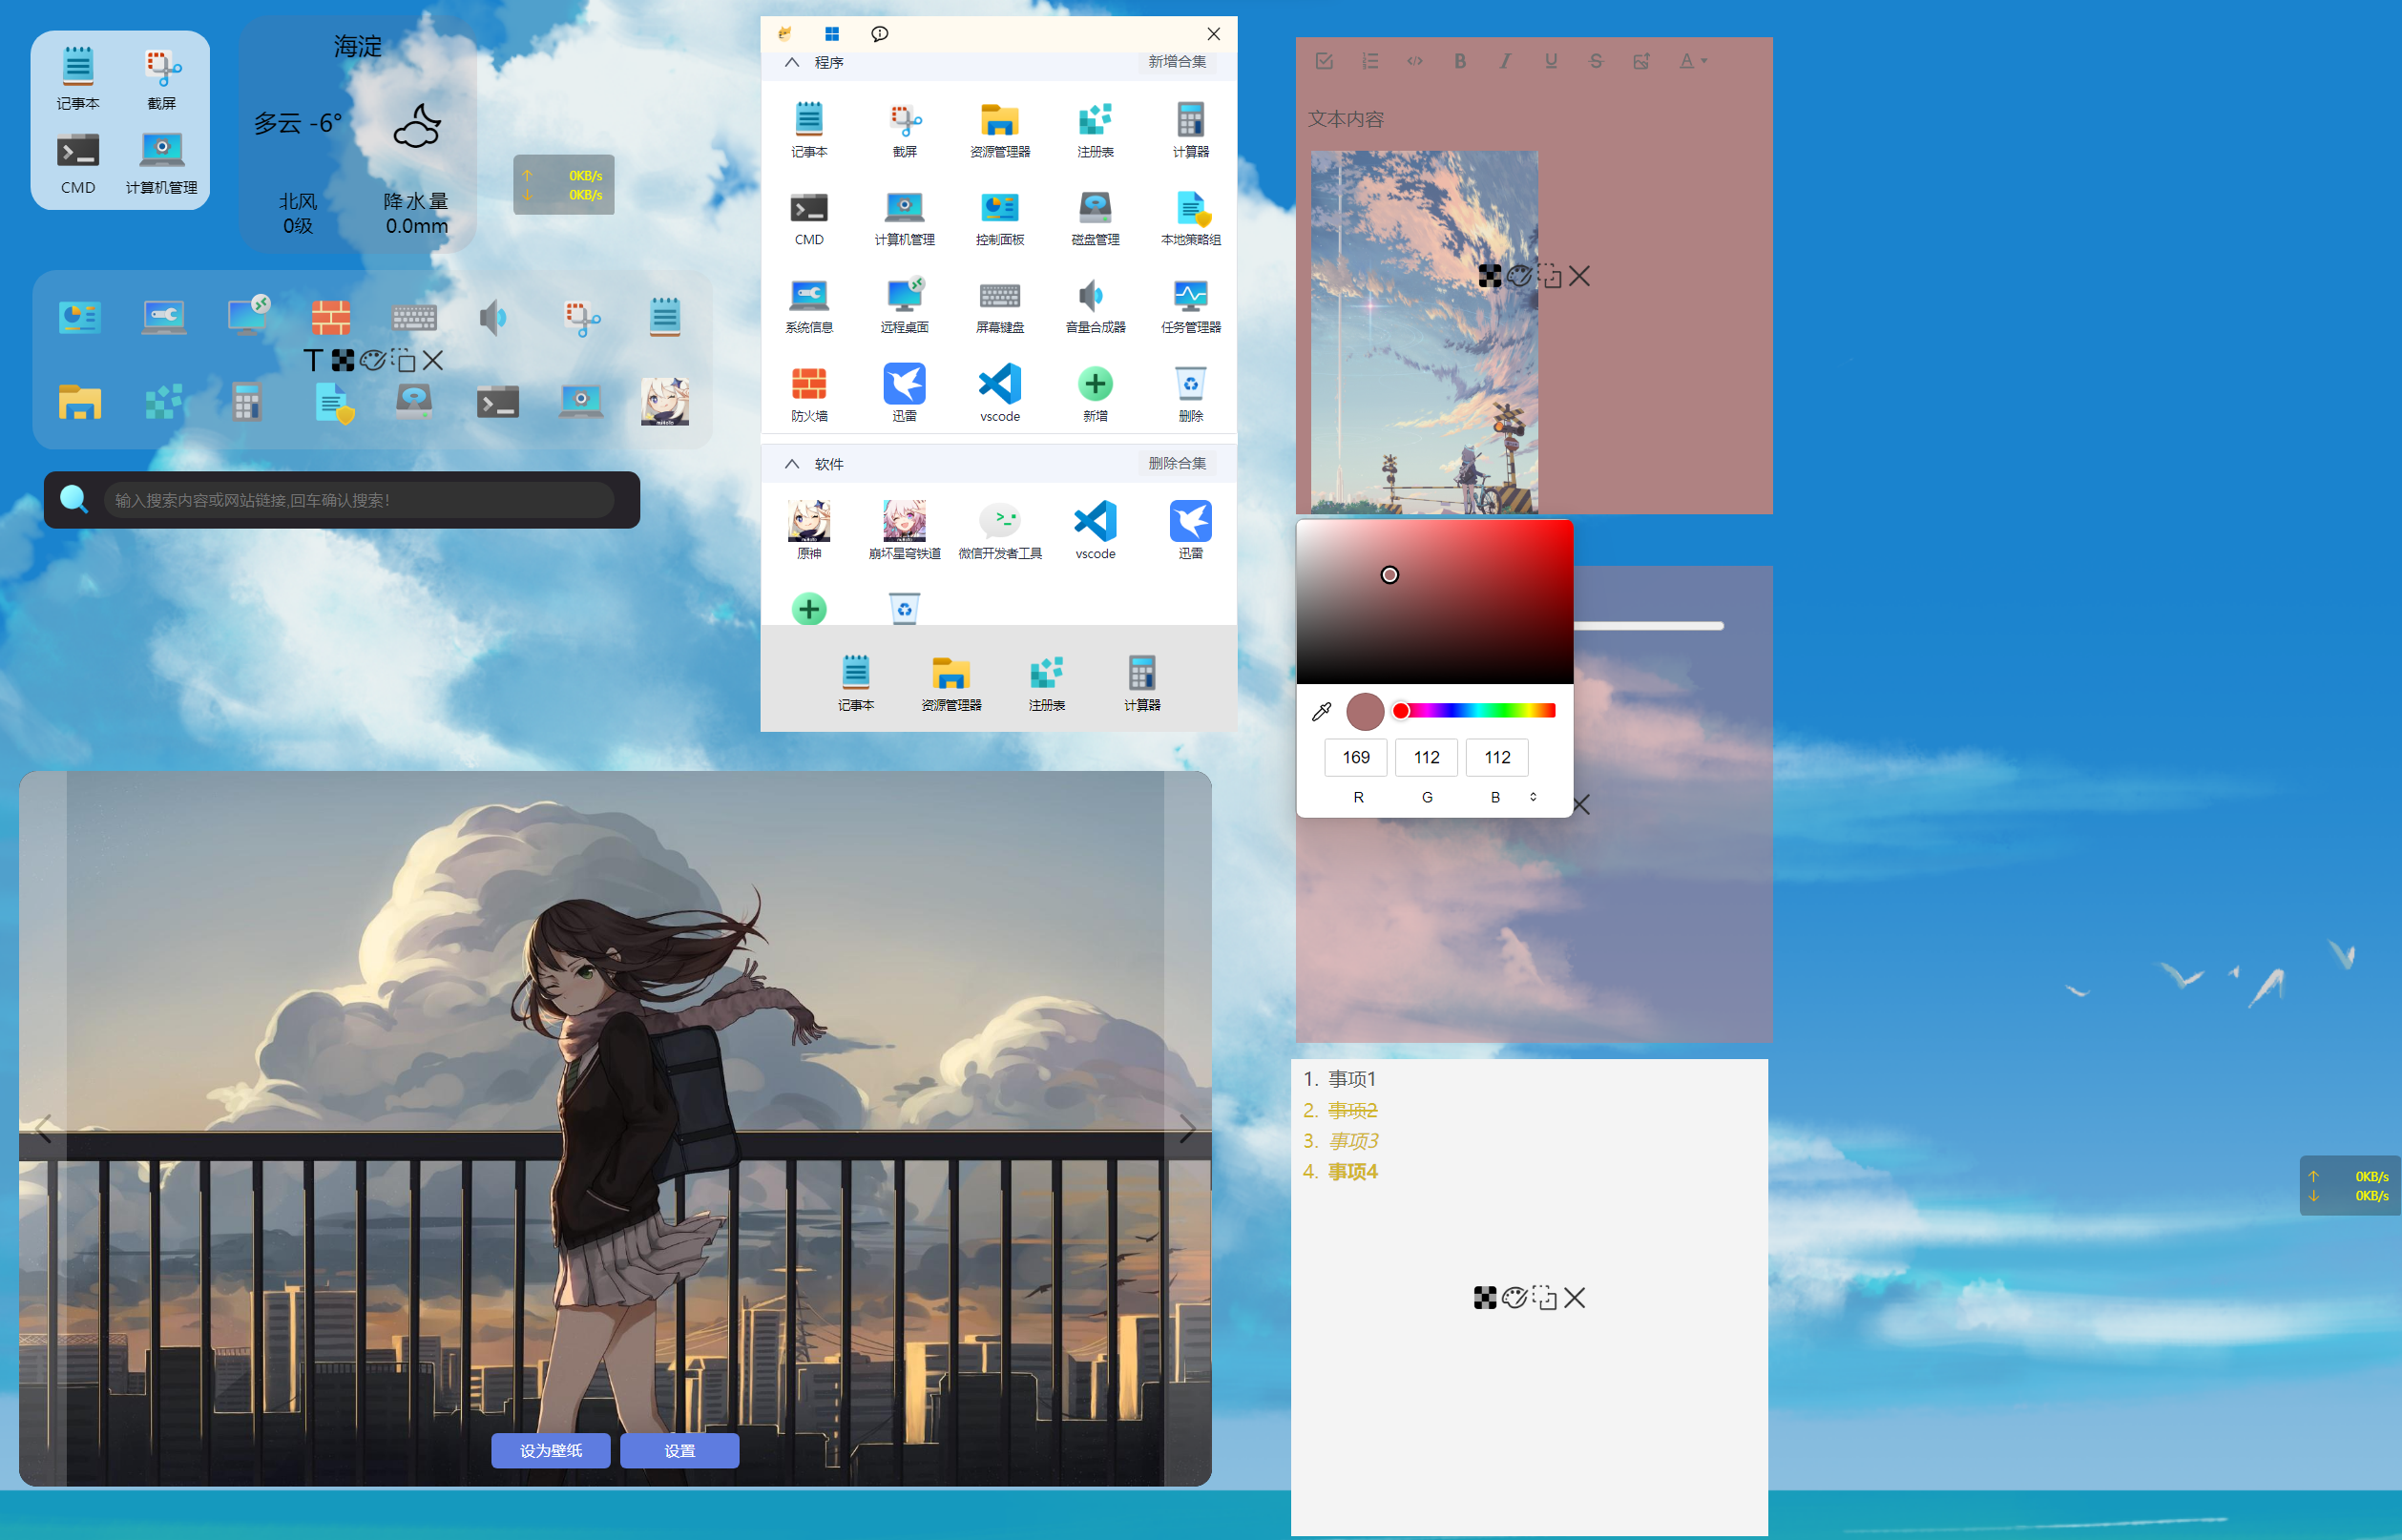 记事本
截屏
CMD
计算机管理
海淀
多云 -6°
北风
0级
降水量
0.0mm
↑ 0KB/s
↓ 0KB/s
T
输入搜索内容或网站链接,回车确认搜索!
程序
新增合集
记事本
截屏
资源管理器
注册表
计算器
CMD
计算机管理
控制面板
磁盘管理
本地策略组
系统信息
远程桌面
屏幕键盘
音量合成器
任务管理器
防火墙
迅雷
vscode
新增
删除
软件
删除合集
原神
崩坏星穹铁道
微信开发者工具
vscode
迅雷
记事本
资源管理器
注册表
计算器
设为壁纸
设置
B I U S A
文本内容
169 112 112
R G B
1. 事项1
2. 事项2
3. 事项3
4. 事项4
↑ 0KB/s
↓ 0KB/s